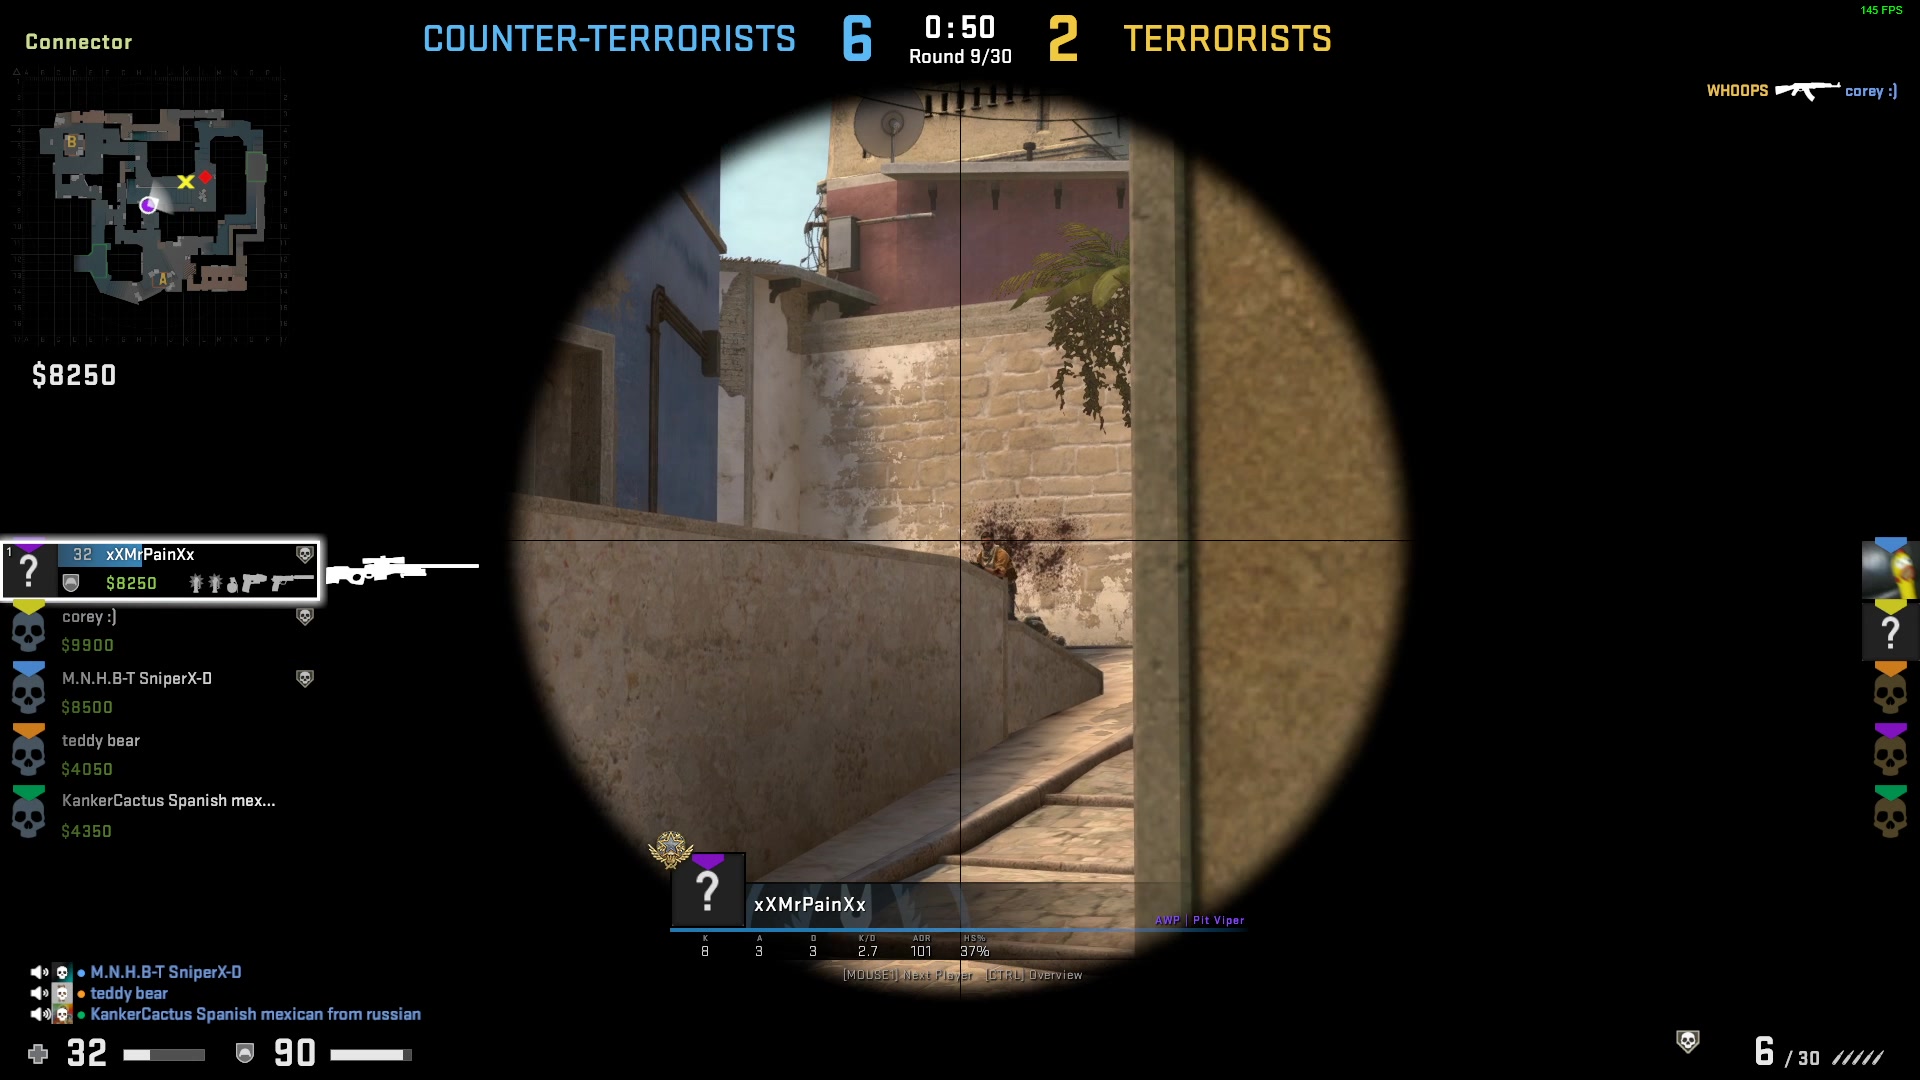 145 FPS
COUNTER-TERRORISTS 6 0:50 2 TERRORISTS
Round 9/30
Connector
WHOOPS corey :)
B
A
$8250
1 ? 32 xXMrPainXx
$8250
corey :)
$9900
M.N.H.B-T SniperX-D
$8500
teddy bear
$4050
KankerCactus Spanish mex...
$4350
?
? xXMrPainXx
AWP | Pit Viper
K A D K/D ADR HS%
8 3 3 2.7 101 37%
[MOUSE1] Next Player [CTRL] Overview
M.N.H.B-T SniperX-D
teddy bear
KankerCactus Spanish mexican from russian
32 90 6 / 30